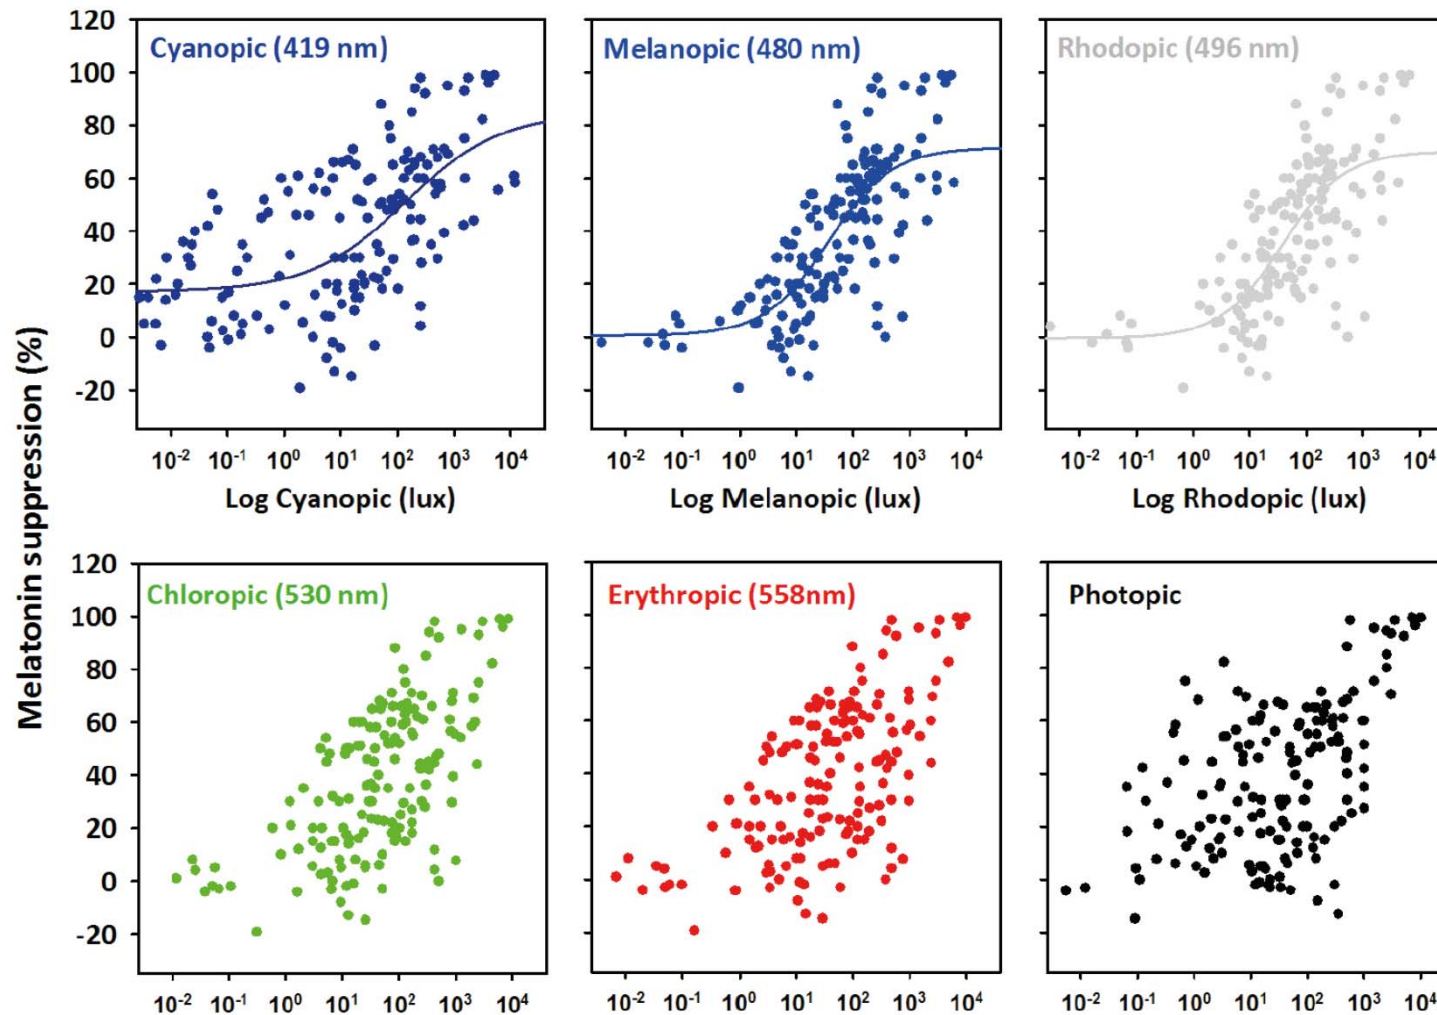 Melatonin suppression (%)
120
100
80
60
40
20
0
-20
Cyanopic (419 nm)
10-2 10-1 100 101 102 103 104
Log Cyanopic (lux)
Melanopic (480 nm)
10-2 10-1 100 101 102 103 104
Log Melanopic (lux)
Rhodopic (496 nm)
10-2 10-1 100 101 102 103 104
Log Rhodopic (lux)
120
100
80
60
40
20
0
-20
Chloropic (530 nm)
10-2 10-1 100 101 102 103 104
Erythropic (558nm)
10-2 10-1 100 101 102 103 104
Photopic
10-2 10-1 100 101 102 103 104